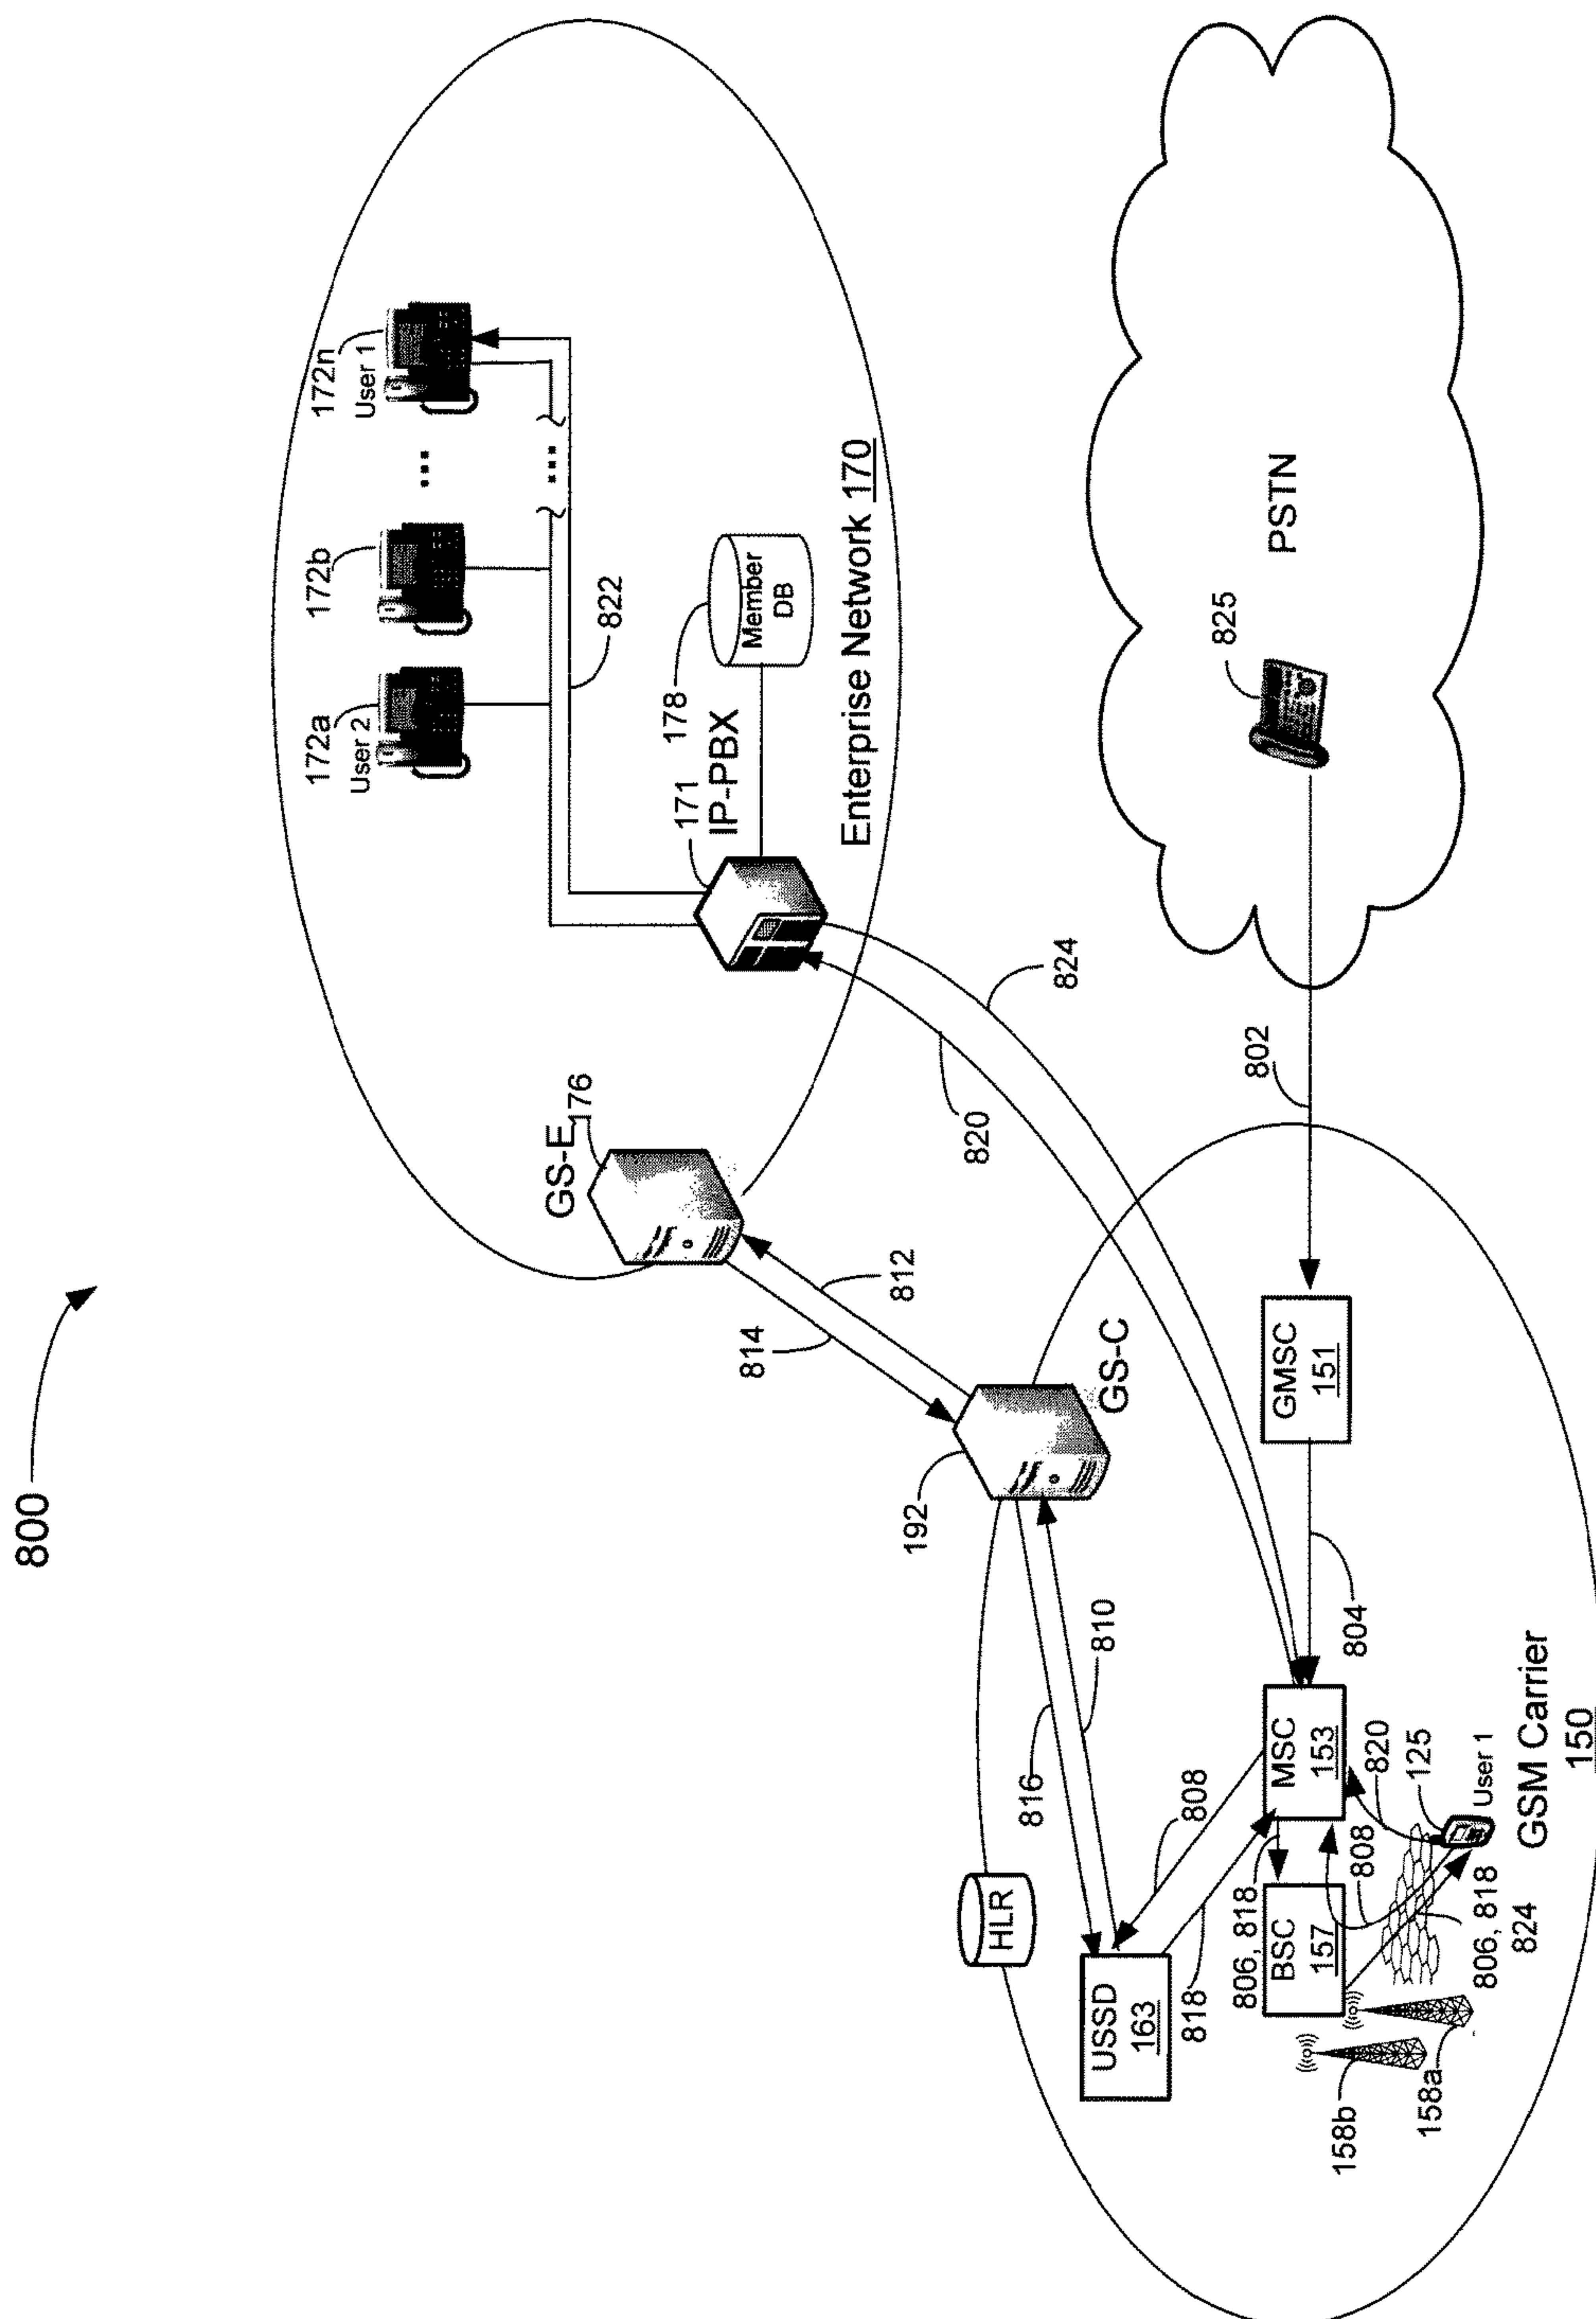 800
172a
172b
172n
User 2
User 1
...
GS-E
176
...
822
171
178
IP-PBX
Member
DB
814
812
Enterprise Network 170
192
820
824
HLR
816
810
GS-C
USSD
163
808
802
818
825
806, 818
BSC
157
MSC
153
GMSC
151
PSTN
158b
808
820
804
158a
125
806, 818
824
User 1
GSM Carrier
150